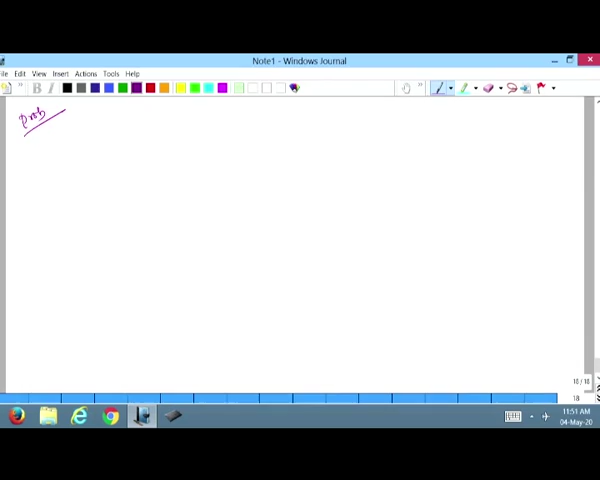 Note1 - Windows Journal
File Edit View Insert Actions Tools Help
B I
Prob
18 / 18
18
11:51 AM
04-May-20